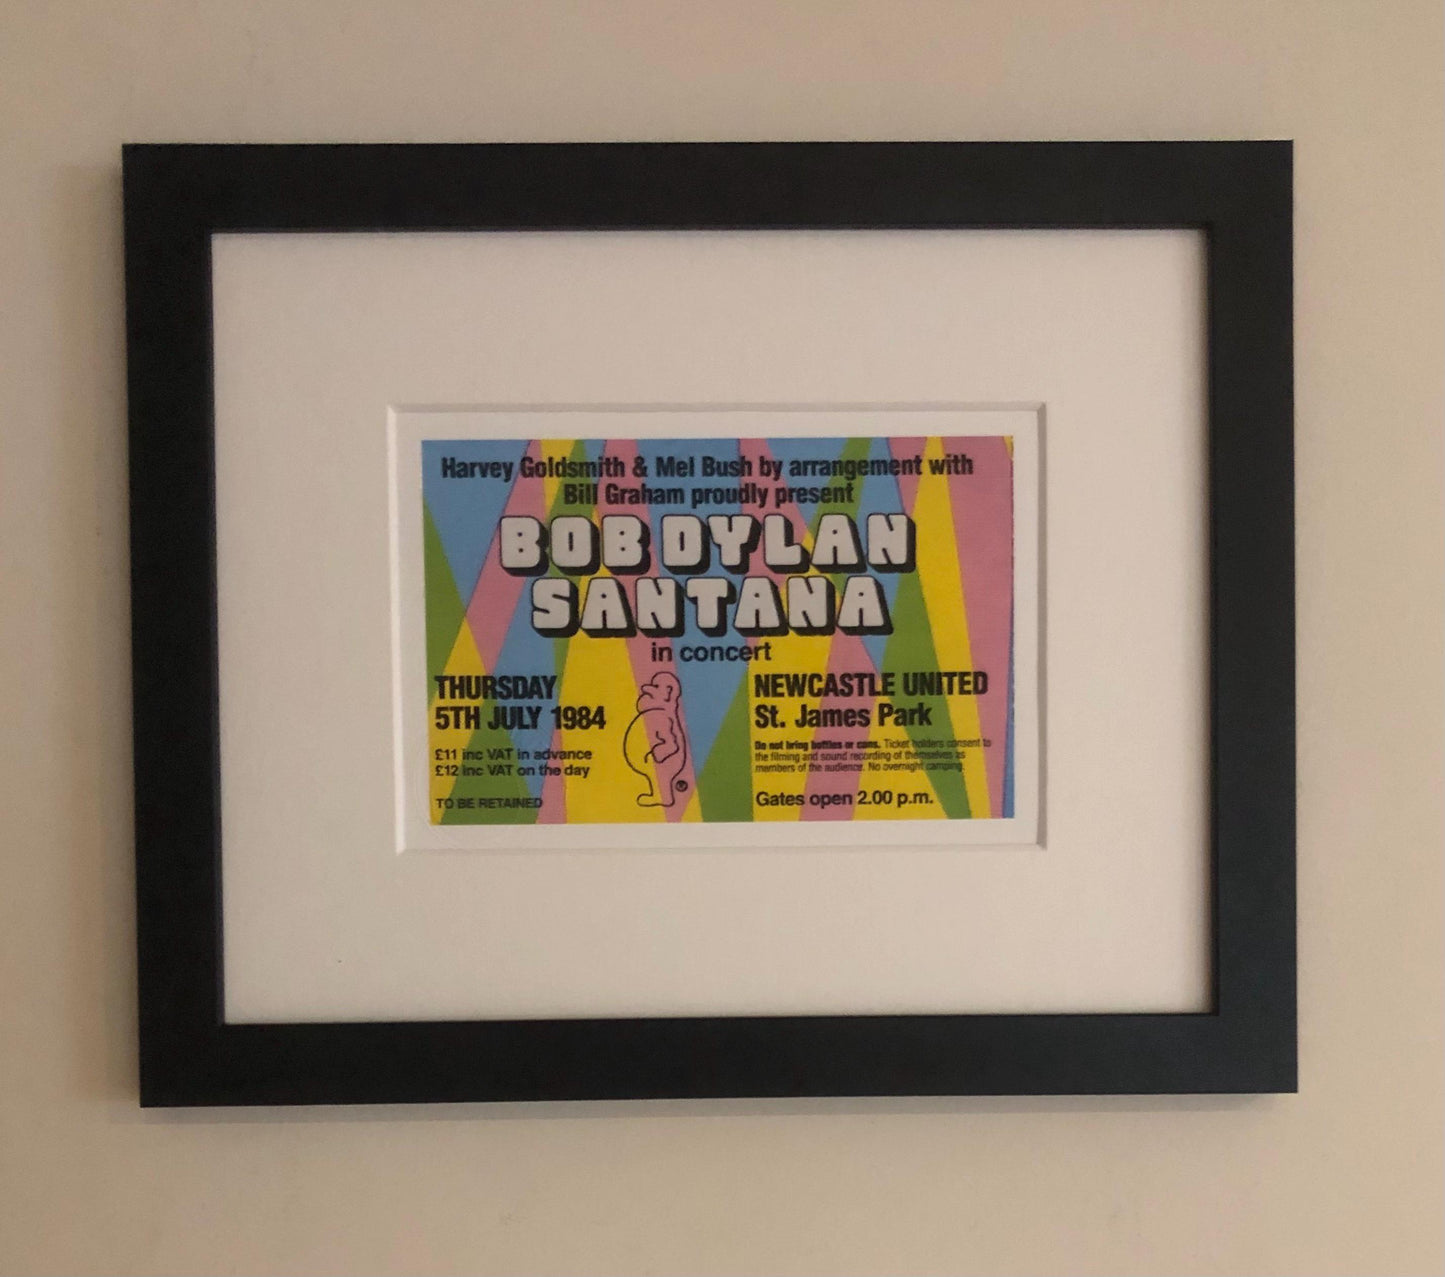 Harvey Goldsmith & Mel Bush by arrangement with
Bill Graham proudly present
BOB DYLAN
SANTANA
in concert
THURSDAY
5TH JULY 1984
£11 inc VAT in advance
£12 inc VAT on the day
TO BE RETAINED
®
NEWCASTLE UNITED
St. James Park
Do not bring bottles or cans. Ticket holders consent to
the filming and sound recording of themselves as
members of the audience. No overnight camping.
Gates open 2.00 p.m.